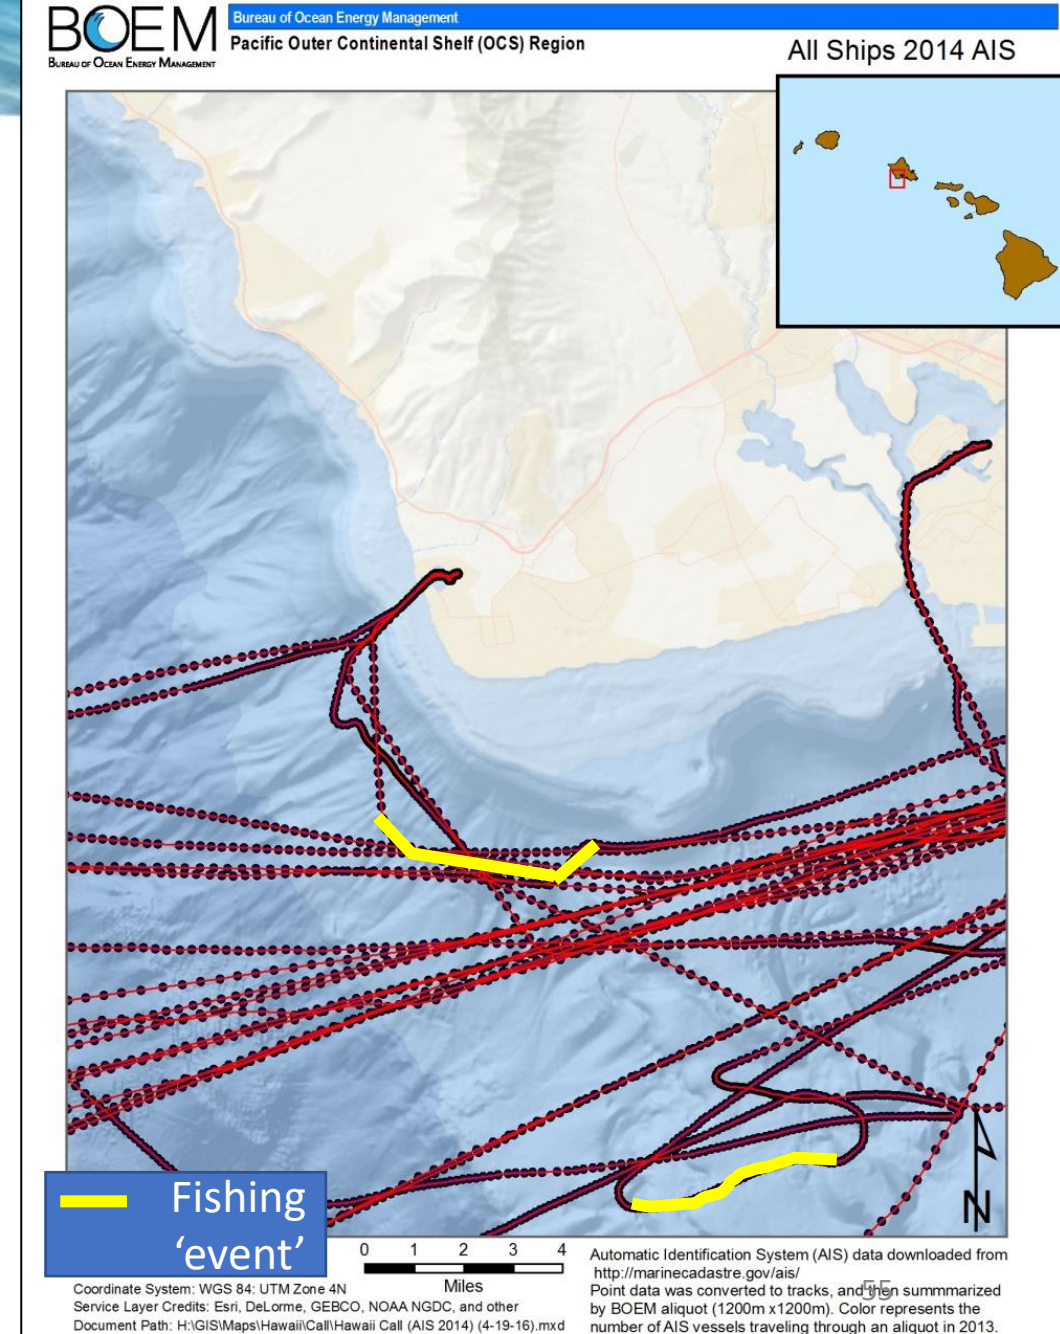 BOEM
BUREAU OF OCEAN ENERGY MANAGEMENT
Bureau of Ocean Energy Management
Pacific Outer Continental Shelf (OCS) Region
All Ships 2014 AIS
N
Fishing
'event'
0 1 2 3 4
Miles
Coordinate System: WGS 84: UTM Zone 4N
Service Layer Credits: Esri, DeLorme, GEBCO, NOAA NGDC, and other
Document Path: H:\GIS\Maps\Hawaii\Call\Hawaii Call (AIS 2014) (4-19-16).mxd
Automatic Identification System (AIS) data downloaded from
http://marinecadastre.gov/ais/
Point data was converted to tracks, and then summmarized
by BOEM aliquot (1200m x1200m). Color represents the
number of AIS vessels traveling through an aliquot in 2013.
55